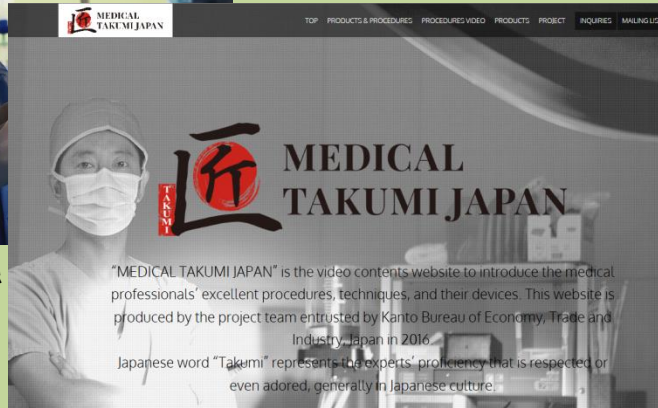 MEDICAL
TAKUMI JAPAN
TOP PRODUCTS & PROCEDURES PROCEDURES VIDEO PRODUCTS PROJECT INQUIRIES MAILING LIS
匠
TAKUMI
MEDICAL
TAKUMI JAPAN
“MEDICAL TAKUMI JAPAN” is the video contents website to introduce the medical
professionals’ excellent procedures, techniques, and their devices. This website is
produced by the project team entrusted by Kanto Bureau of Economy, Trade and
Industry, Japan in 2016.
Japanese word “Takumi” represents the experts’ proficiency that is respected or
even adored, generally in Japanese culture.